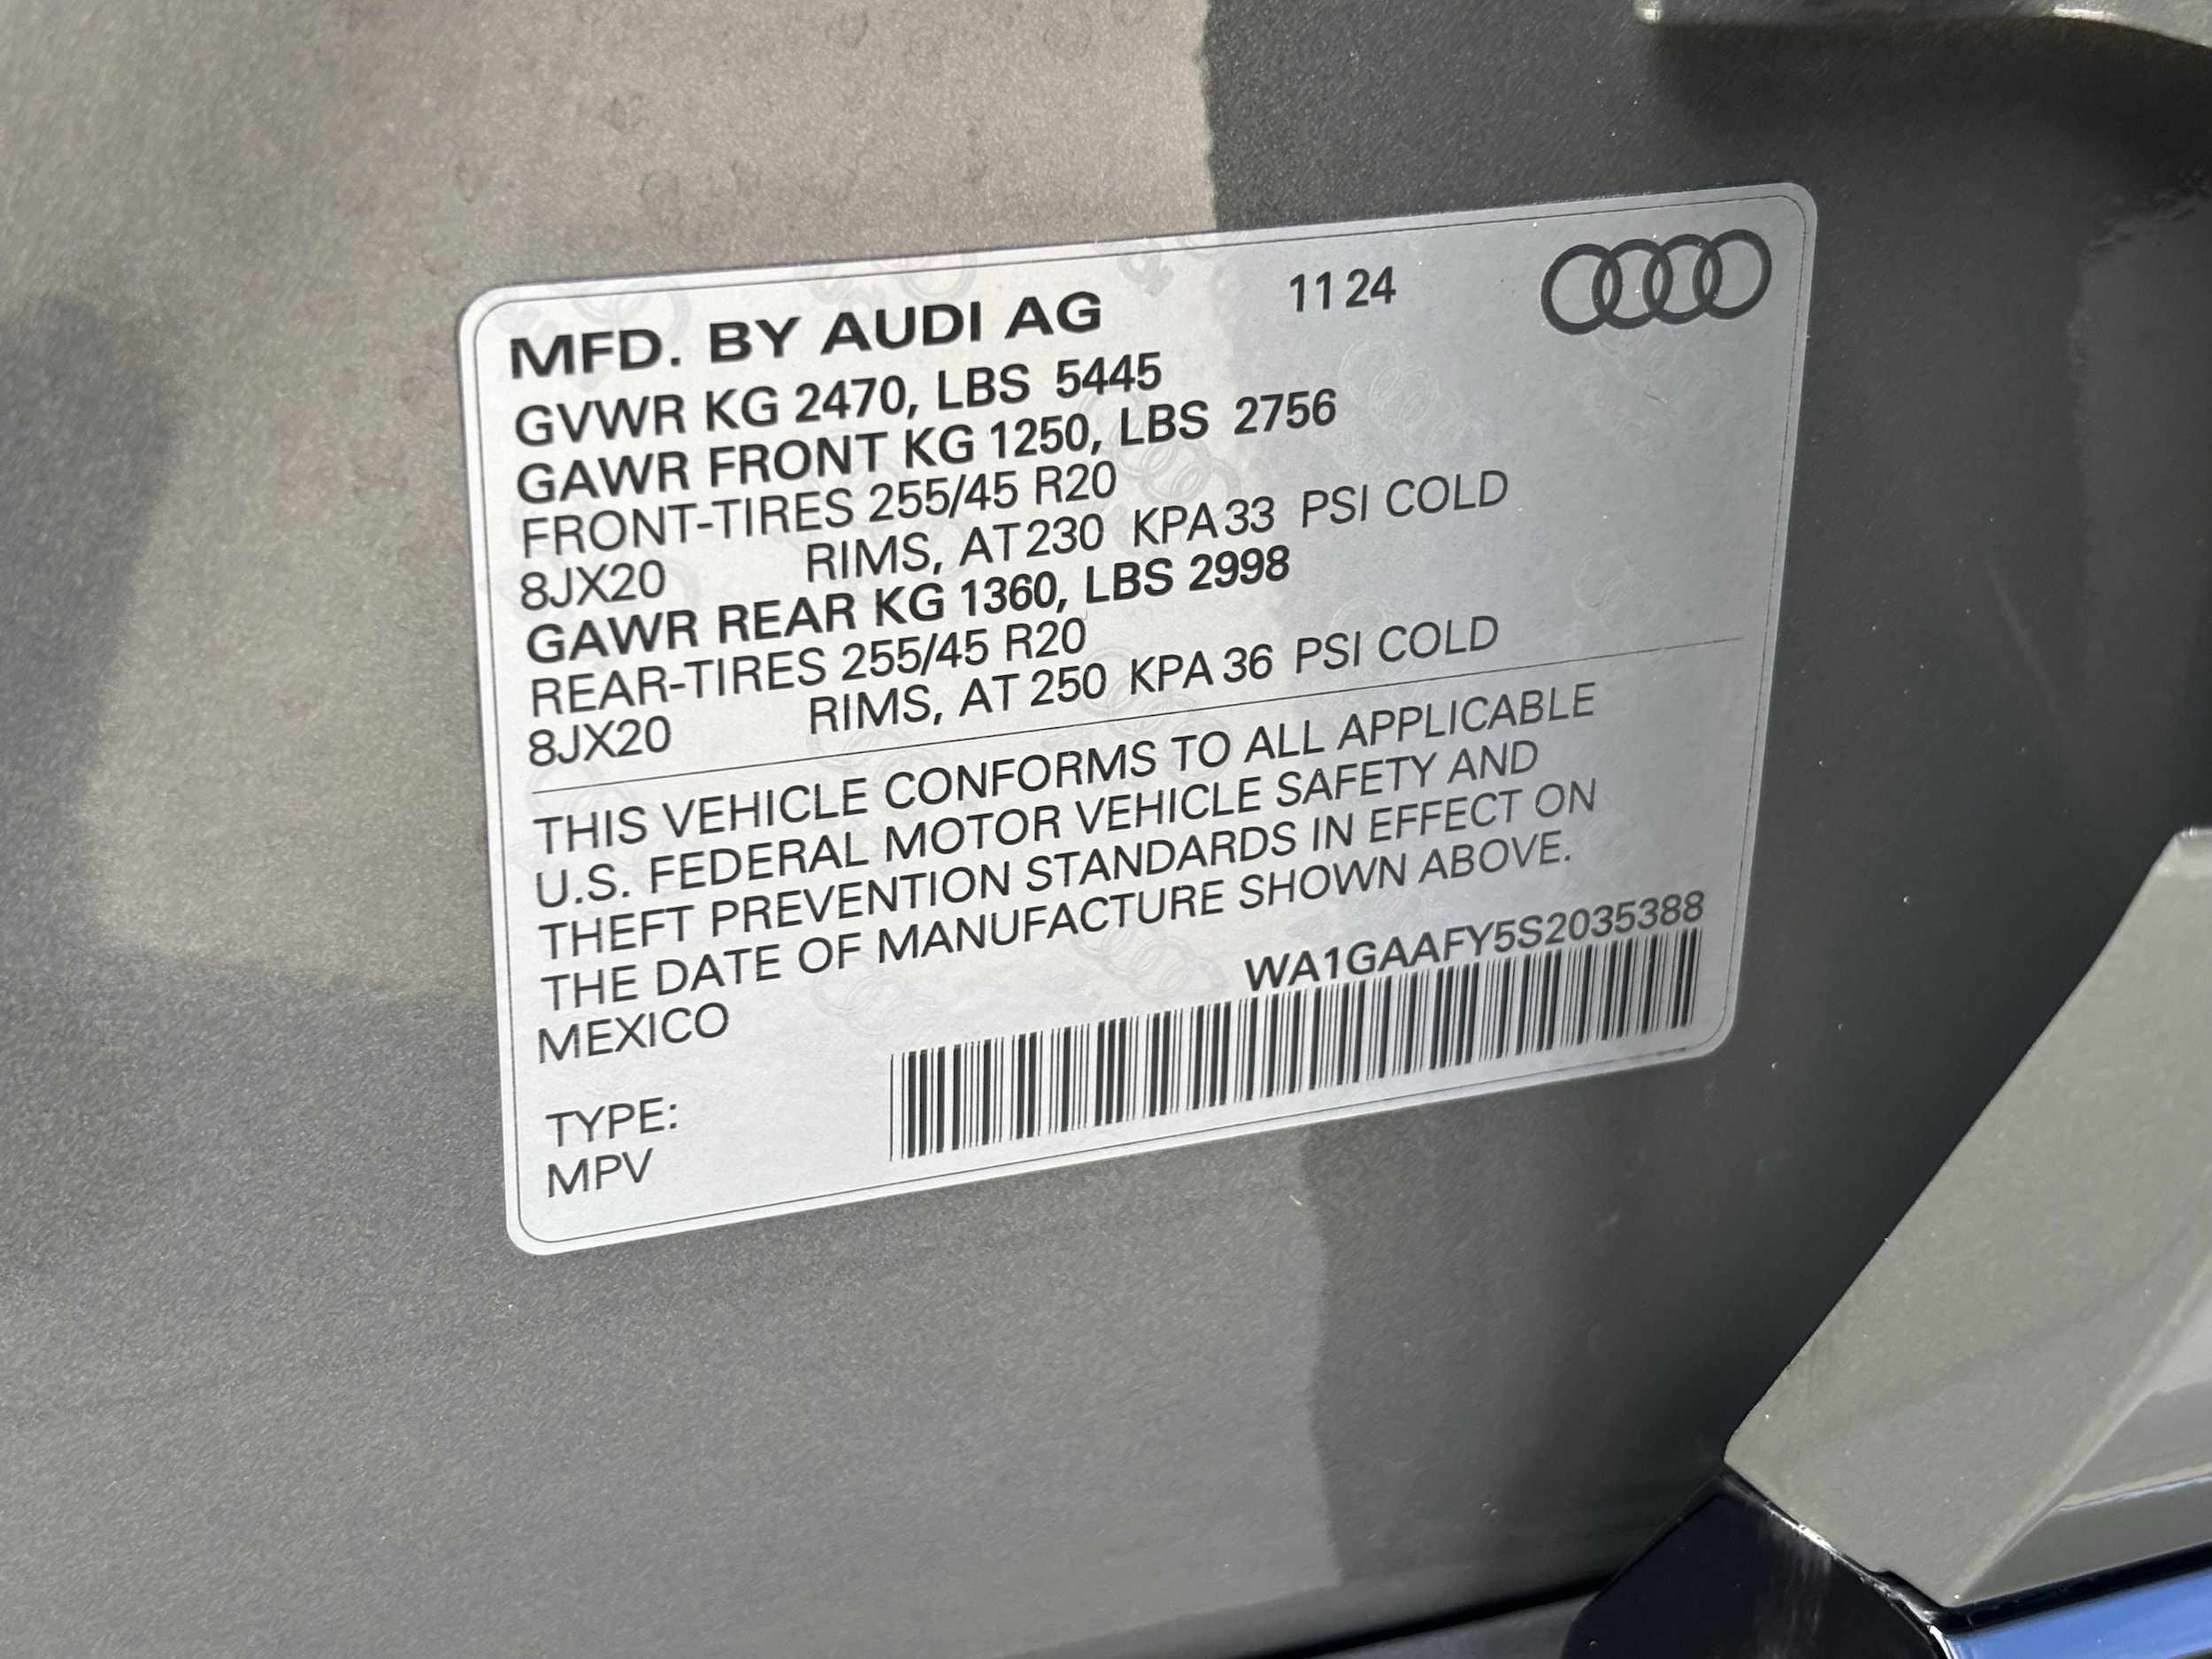 MFD. BY AUDI AG 11 24
GVWR KG 2470, LBS 5445
GAWR FRONT KG 1250, LBS 2756
FRONT-TIRES 255/45 R20
8JX20 RIMS, AT 230 KPA 33 PSI COLD
GAWR REAR KG 1360, LBS 2998
REAR-TIRES 255/45 R20
8JX20 RIMS, AT 250 KPA 36 PSI COLD
THIS VEHICLE CONFORMS TO ALL APPLICABLE
U.S. FEDERAL MOTOR VEHICLE SAFETY AND
THEFT PREVENTION STANDARDS IN EFFECT ON
THE DATE OF MANUFACTURE SHOWN ABOVE.
MEXICO WA1GAAFY5S2035388
TYPE:
MPV